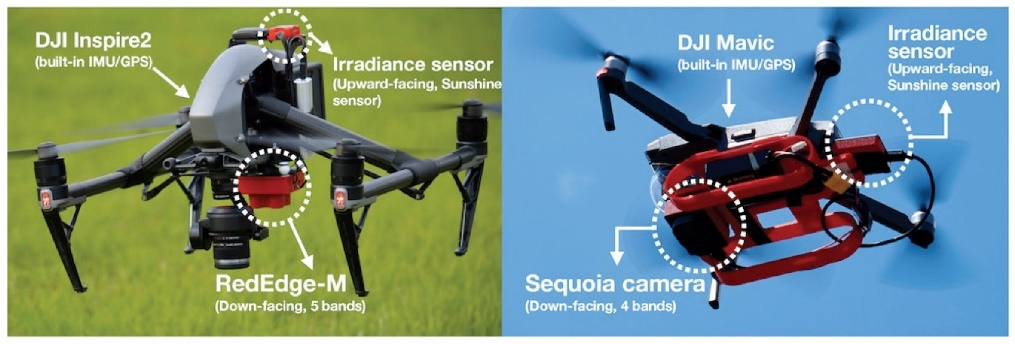 DJI Inspire2
(built-in IMU/GPS)
Irradiance sensor
(Upward-facing, Sunshine
sensor)
RedEdge-M
(Down-facing, 5 bands)
DJI Mavic
(built-in IMU/GPS)
Irradiance
sensor
(Upward-facing,
Sunshine sensor)
Sequoia camera
(Down-facing, 4 bands)